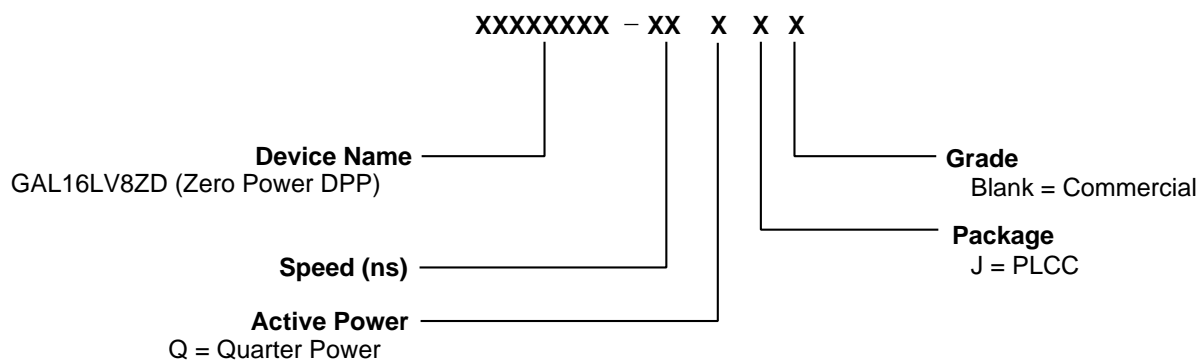 XXXXXXXX – XX X X X
Device Name
GAL16LV8ZD (Zero Power DPP)
Speed (ns)
Active Power
Q = Quarter Power
Grade
Blank = Commercial
Package
J = PLCC